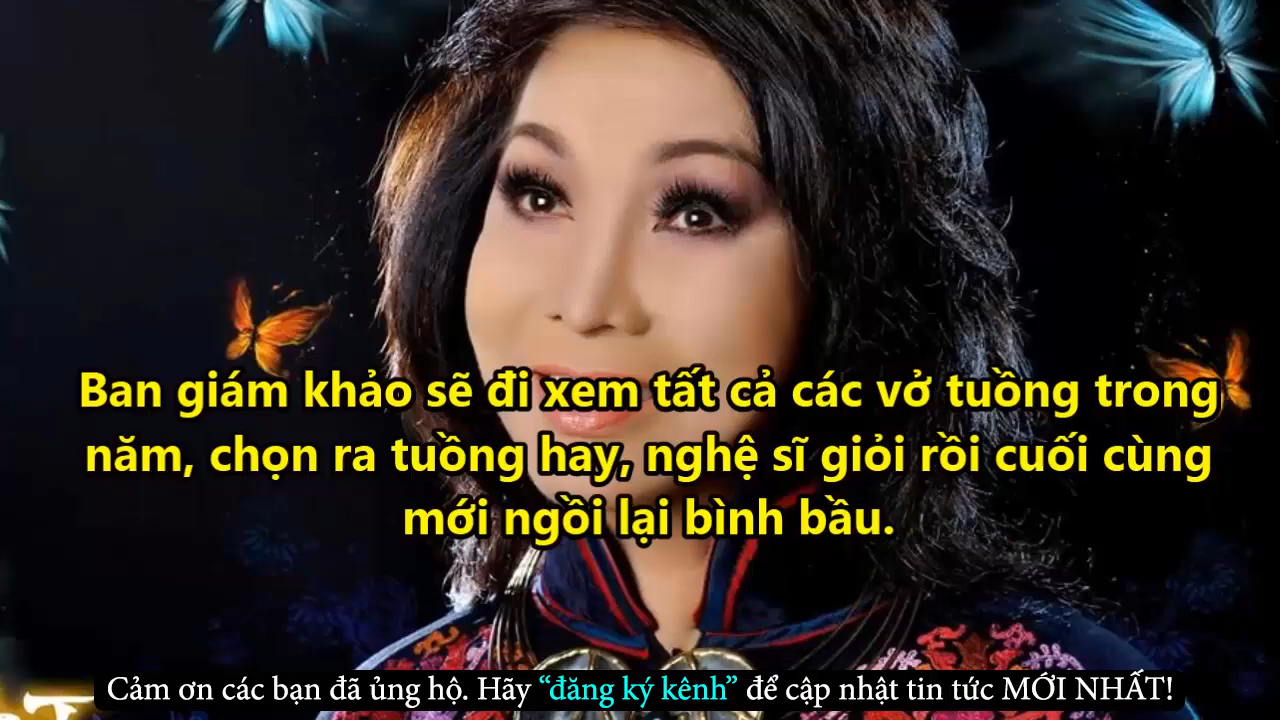 Ban giám khảo sẽ đi xem tất cả các vở tuồng trong
năm, chọn ra tuồng hay, nghệ sĩ giỏi rồi cuối cùng
mới ngồi lại bình bầu.
Cảm ơn các bạn đã ủng hộ. Hãy “đăng ký kênh” để cập nhật tin tức MỚI NHẤT!